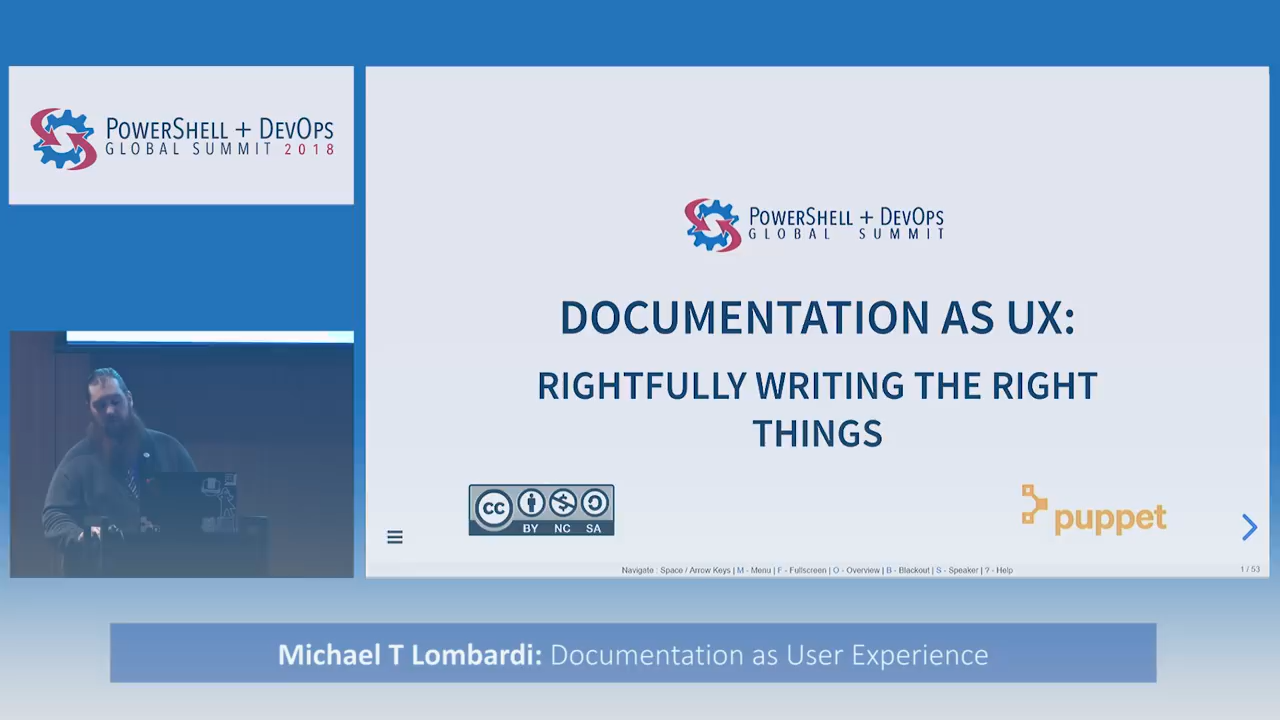 POWERSHELL + DEVOPS
GLOBAL SUMMIT 2018
POWERSHELL + DEVOPS
GLOBAL SUMMIT
DOCUMENTATION AS UX:
RIGHTFULLY WRITING THE RIGHT
THINGS
CC
BY NC SA
puppet
Navigate : Space / Arrow Keys | M - Menu | F - Fullscreen | O - Overview | B - Blackout | S - Speaker | ? - Help
1 / 53
Michael T Lombardi: Documentation as User Experience